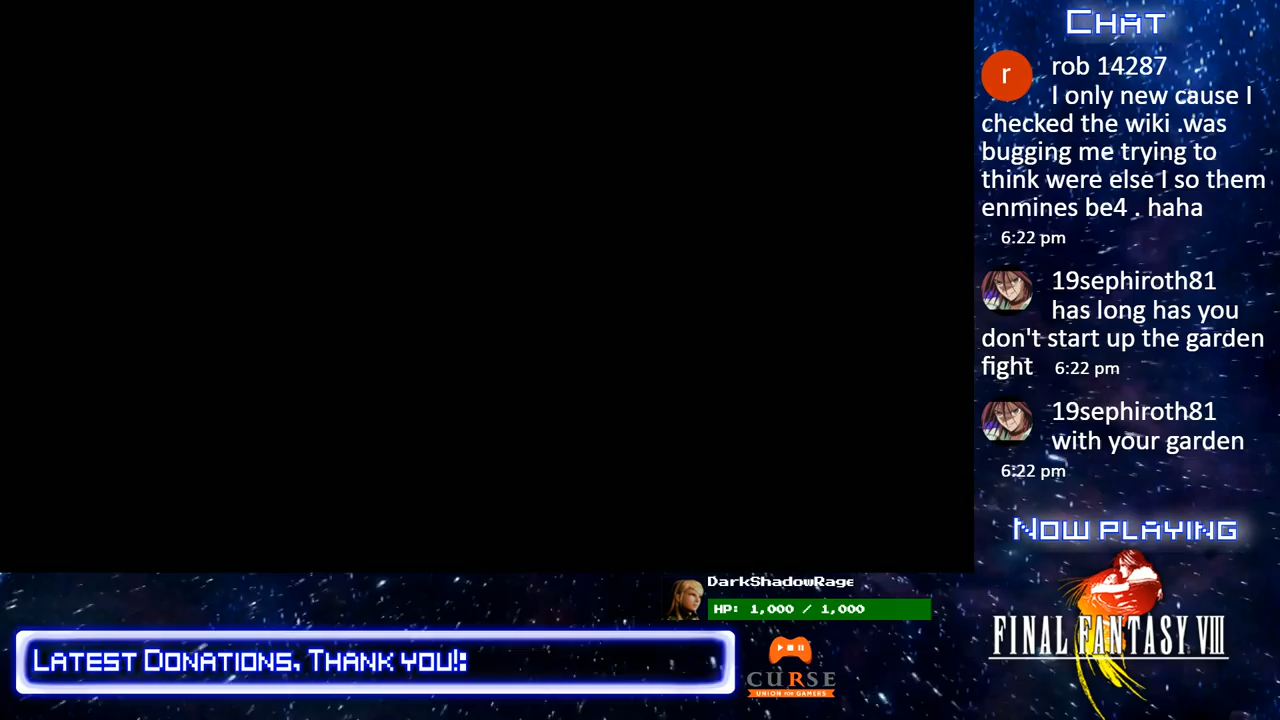 CHAT
r
rob 14287
I only new cause I
checked the wiki .was
bugging me trying to
think were else I so them
enmines be4 . haha
6:22 pm
19sephiroth81
has long has you
don't start up the garden
fight 6:22 pm
19sephiroth81
with your garden
6:22 pm
NOW PLAYING
FINAL FANTASY VIII
DarkShadowRage
HP: 1,000 / 1,000
LATEST DONATIONS, THANK YOU!:
CURSE
UNION FOR GAMERS